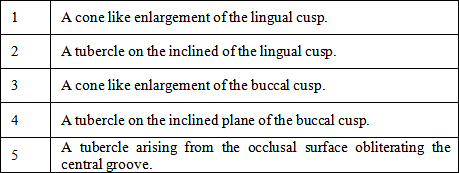 1 A cone like enlargement of the lingual cusp.
2 A tubercle on the inclined of the lingual cusp.
3 A cone like enlargement of the buccal cusp.
4 A tubercle on the inclined plane of the buccal cusp.
5 A tubercle arising from the occlusal surface obliterating the
central groove.